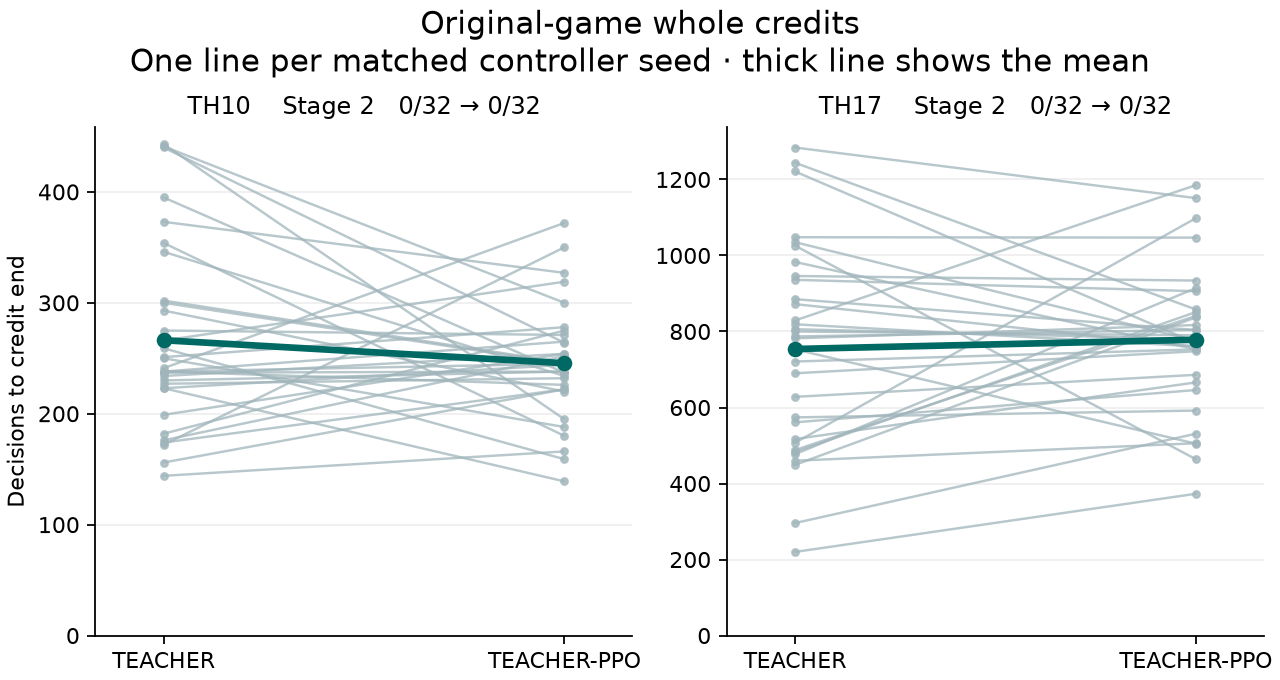 Original-game whole credits
One line per matched controller seed · thick line shows the mean
TH10 Stage 2 0/32 → 0/32
Decisions to credit end
400
300
200
100
0
TEACHER TEACHER-PPO
TH17 Stage 2 0/32 → 0/32
1200
1000
800
600
400
200
0
TEACHER TEACHER-PPO